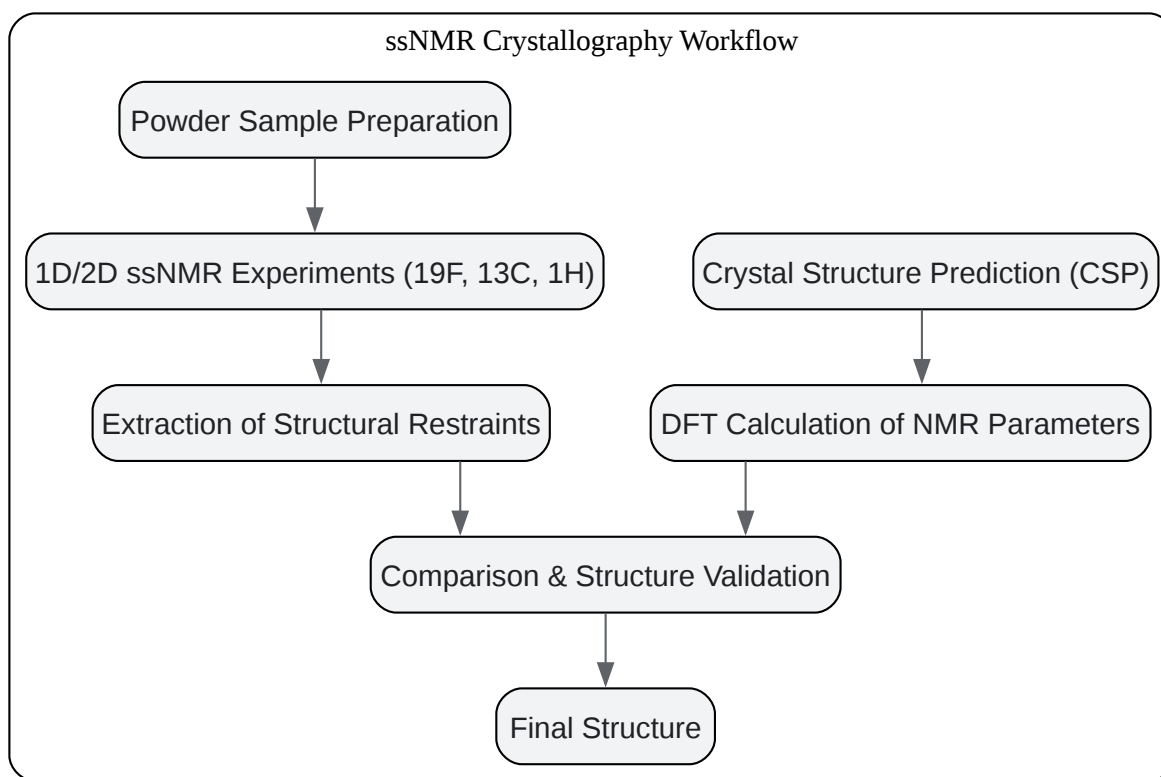 ssNMR Crystallography Workflow
Powder Sample Preparation
1D/2D ssNMR Experiments (19F, 13C, 1H)
Crystal Structure Prediction (CSP)
Extraction of Structural Restraints
DFT Calculation of NMR Parameters
Comparison & Structure Validation
Final Structure